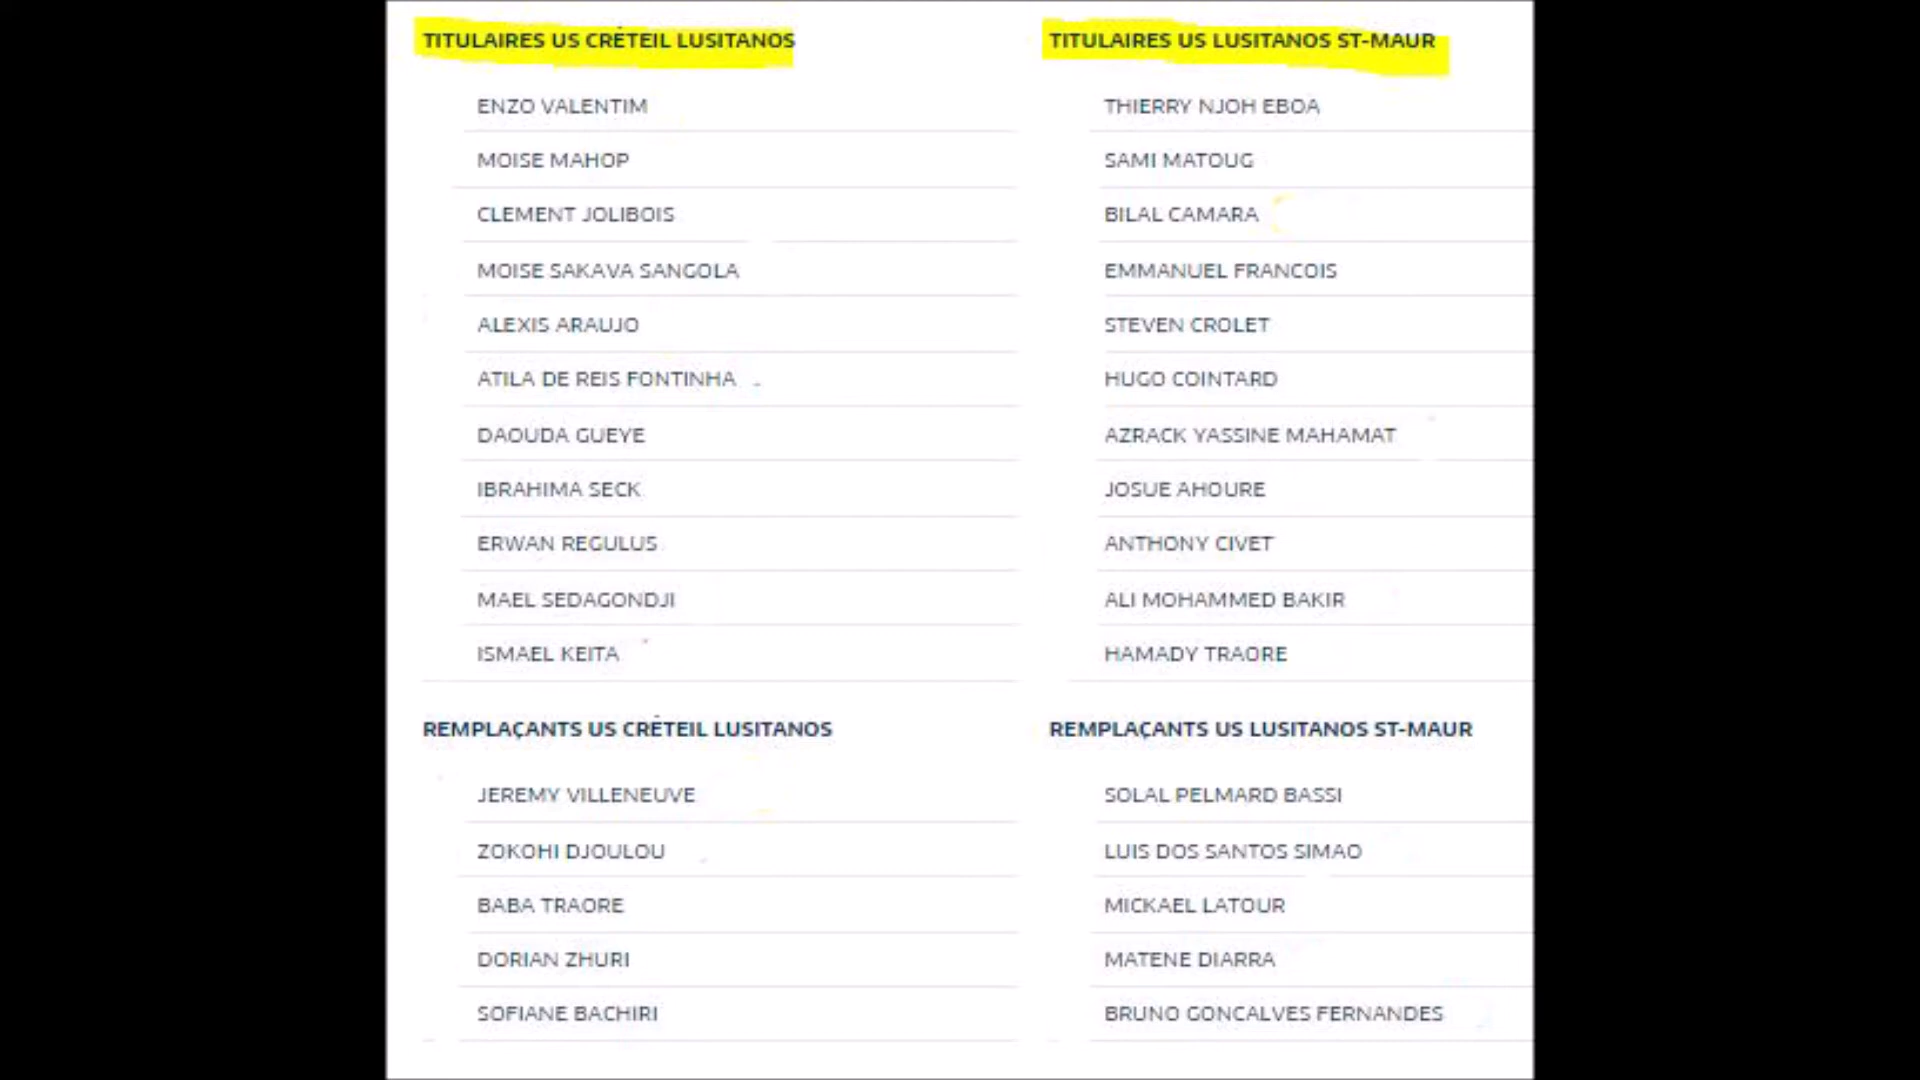 TITULAIRES US CRÉTEIL LUSITANOS
ENZO VALENTIM
MOISE MAHOP
CLEMENT JOLIBOIS
MOISE SAKAVA SANGOLA
ALEXIS ARAUJO
ATILA DE REIS FONTINHA
DAOUDA GUEYE
IBRAHIMA SECK
ERWAN REGULUS
MAEL SEDAGONDJI
ISMAEL KEITA
REMPLAÇANTS US CRÉTEIL LUSITANOS
JEREMY VILLENEUVE
ZOKOHI DJOULOU
BABA TRAORE
DORIAN ZHURI
SOFIANE BACHIRI
TITULAIRES US LUSITANOS ST-MAUR
THIERRY NJOH EBOA
SAMI MATOUG
BILAL CAMARA
EMMANUEL FRANCOIS
STEVEN CROLET
HUGO COINTARD
AZRACK YASSINE MAHAMAT
JOSUE AHOURE
ANTHONY CIVET
ALI MOHAMMED BAKIR
HAMADY TRAORE
REMPLAÇANTS US LUSITANOS ST-MAUR
SOLAL PELMARD BASSI
LUIS DOS SANTOS SIMAO
MICKAEL LATOUR
MATENE DIARRA
BRUNO GONCALVES FERNANDES